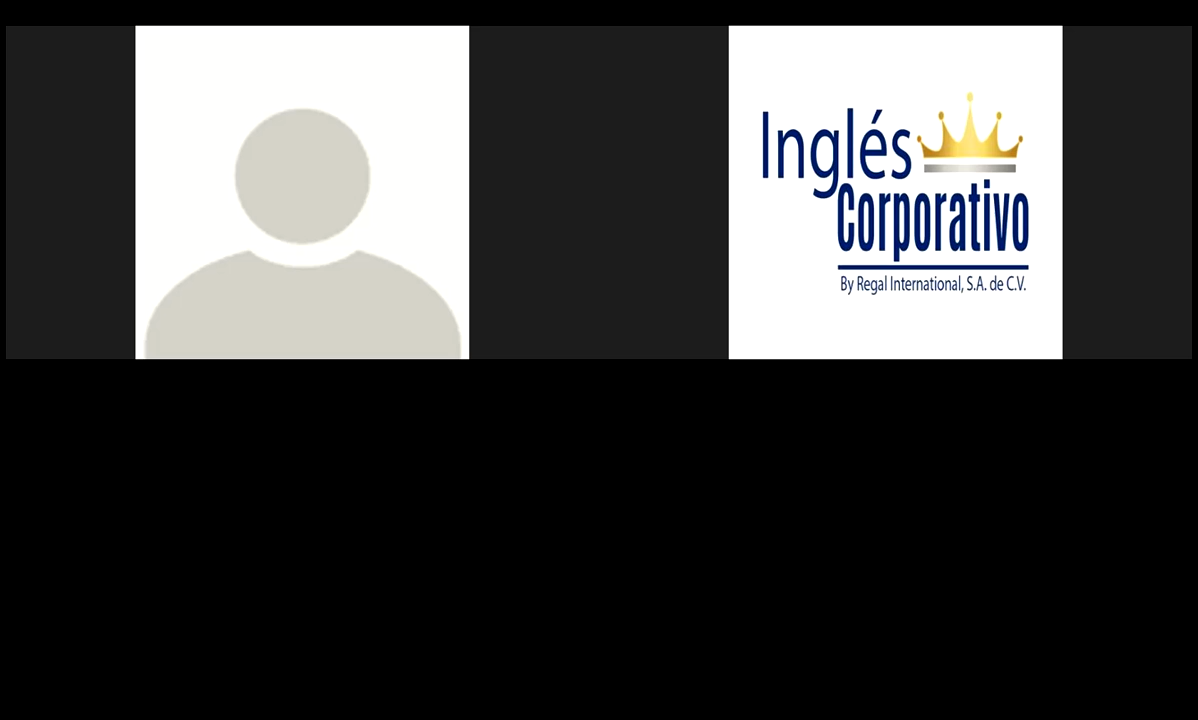 Inglés
Corporativo
By Regal International, S.A. de C.V.